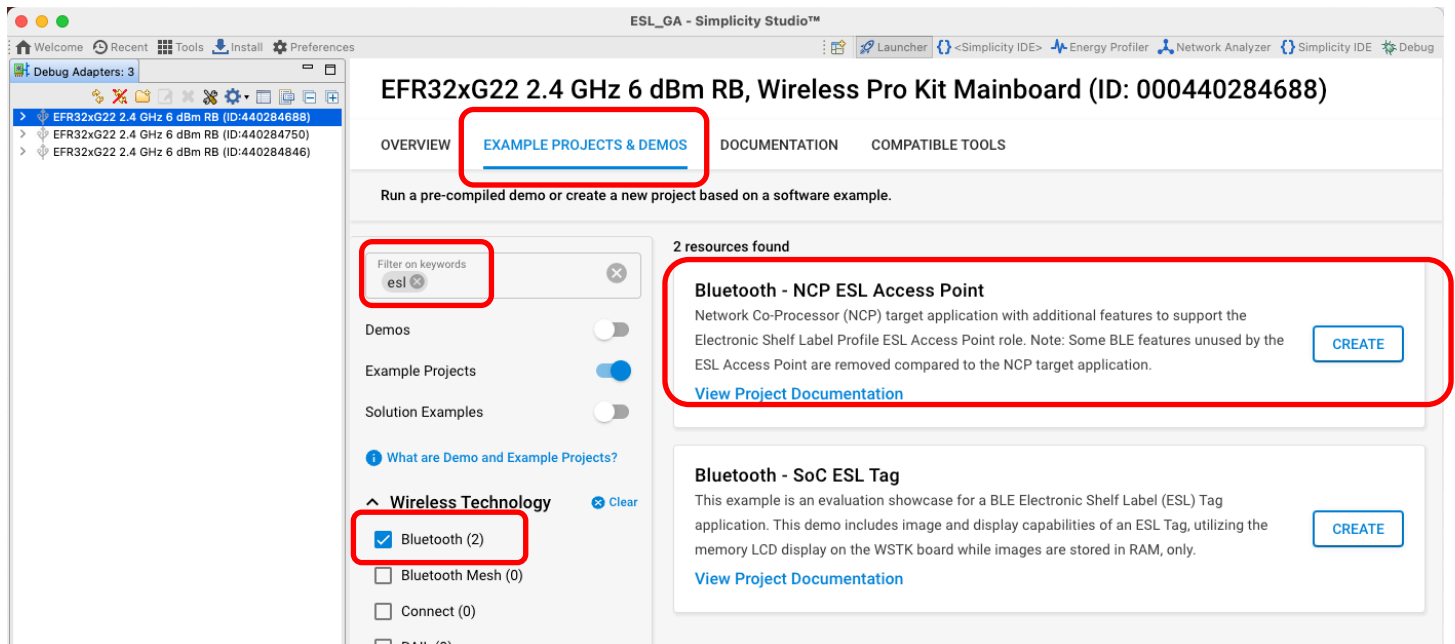 ESL_GA - Simplicity Studio™
Welcome Recent Tools Install Preferences
Launcher <Simplicity IDE> Energy Profiler Network Analyzer Simplicity IDE Debug
Debug Adapters: 3
EFR32xG22 2.4 GHz 6 dBm RB (ID:440284688)
EFR32xG22 2.4 GHz 6 dBm RB (ID:440284750)
EFR32xG22 2.4 GHz 6 dBm RB (ID:440284846)
EFR32xG22 2.4 GHz 6 dBm RB, Wireless Pro Kit Mainboard (ID: 000440284688)
OVERVIEW EXAMPLE PROJECTS & DEMOS DOCUMENTATION COMPATIBLE TOOLS
Run a pre-compiled demo or create a new project based on a software example.
Filter on keywords
esl
Demos
Example Projects
Solution Examples
What are Demo and Example Projects?
Wireless Technology Clear
Bluetooth (2)
Bluetooth Mesh (0)
Connect (0)
2 resources found
Bluetooth - NCP ESL Access Point
Network Co-Processor (NCP) target application with additional features to support the
Electronic Shelf Label Profile ESL Access Point role. Note: Some BLE features unused by the
ESL Access Point are removed compared to the NCP target application.
View Project Documentation
CREATE
Bluetooth - SoC ESL Tag
This example is an evaluation showcase for a BLE Electronic Shelf Label (ESL) Tag
application. This demo includes image and display capabilities of an ESL Tag, utilizing the
memory LCD display on the WSTK board while images are stored in RAM, only.
View Project Documentation
CREATE